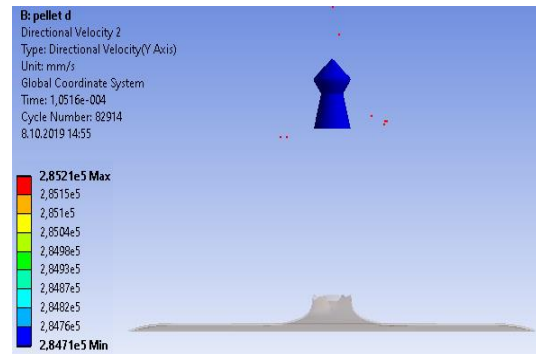 B: pellet d
Directional Velocity 2
Type: Directional Velocity(Y Axis)
Unit: mm/s
Global Coordinate System
Time: 1,0516e-004
Cycle Number: 82914
8.10.2019 14:55
2,8521e5 Max
2,8515e5
2,851e5
2,8504e5
2,8498e5
2,8493e5
2,8487e5
2,8482e5
2,8476e5
2,8471e5 Min